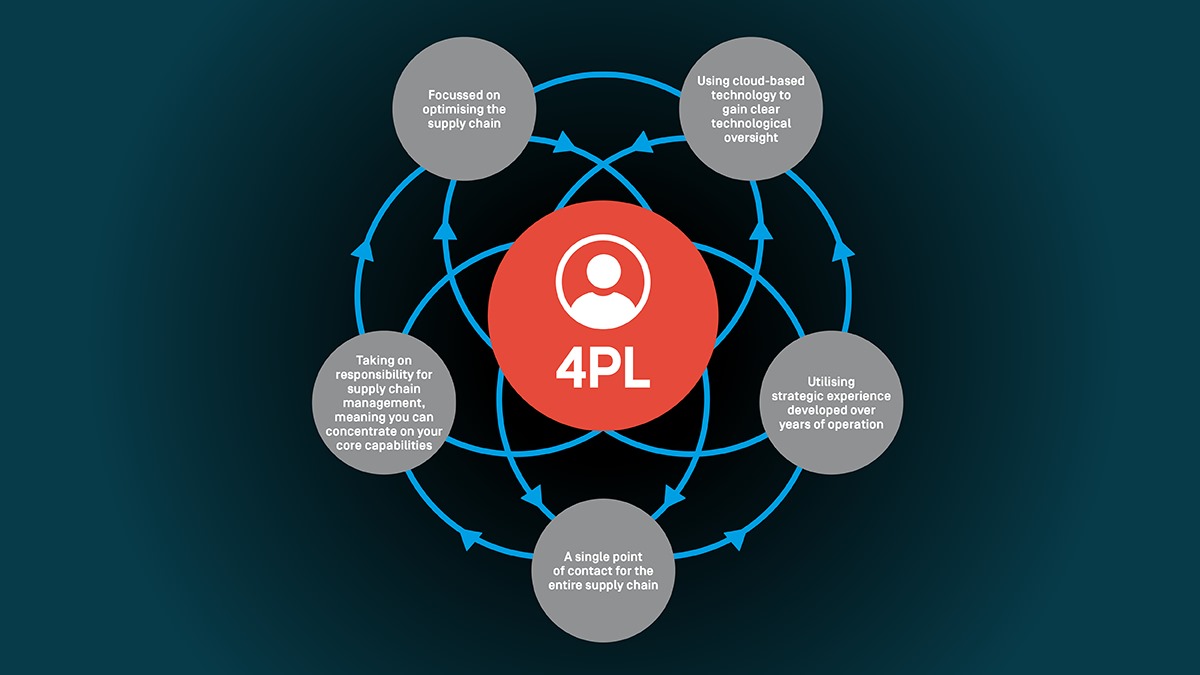 Focussed on
optimising the
supply chain
Using cloud-based
technology to
gain clear
technological
oversight
4PL
Taking on
responsibility for
supply chain
management,
meaning you can
concentrate on your
core capabilities
Utilising
strategic experience
developed over
years of operation
A single point
of contact for the
entire supply chain